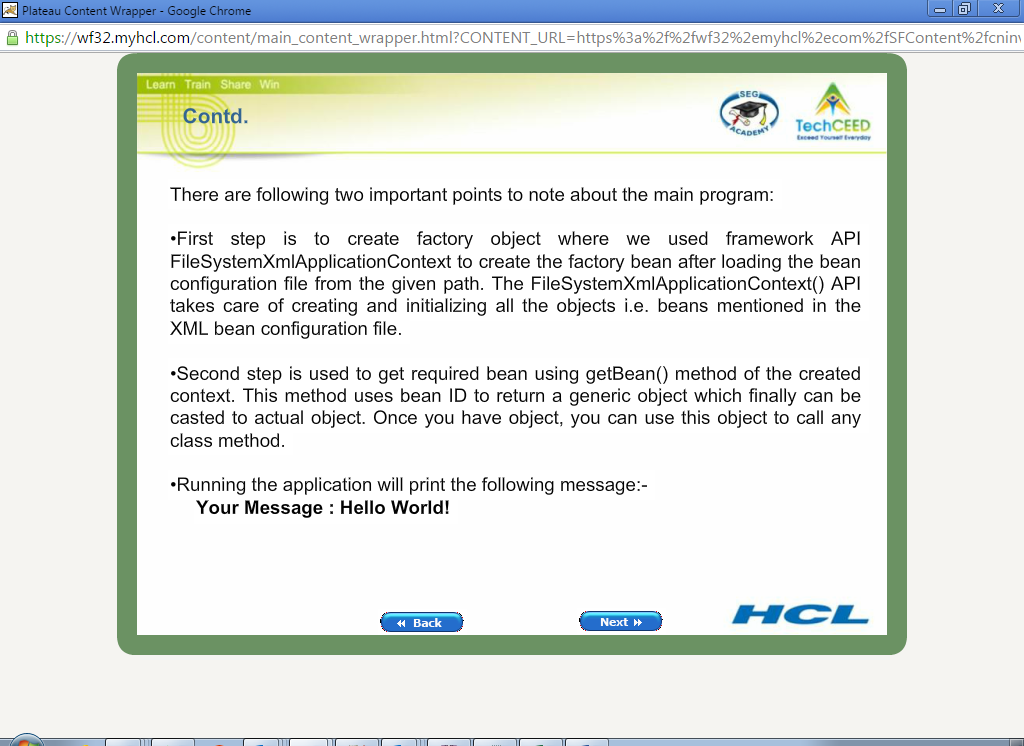 Plateau Content Wrapper - Google Chrome
https://wf32.myhcl.com/content/main_content_wrapper.html?CONTENT_URL=https%3a%2f%2fwf32%2emyhcl%2ecom%2fSFContent%2fcninv
Learn Train Share Win
Contd.
SEG
ACADEMY
TechCEED
Exceed Yourself Everyday
There are following two important points to note about the main program:
•First step is to create factory object where we used framework API
FileSystemXmlApplicationContext to create the factory bean after loading the bean
configuration file from the given path. The FileSystemXmlApplicationContext() API
takes care of creating and initializing all the objects i.e. beans mentioned in the
XML bean configuration file.
•Second step is used to get required bean using getBean() method of the created
context. This method uses bean ID to return a generic object which finally can be
casted to actual object. Once you have object, you can use this object to call any
class method.
•Running the application will print the following message:-
Your Message : Hello World!
Back
Next
HCL